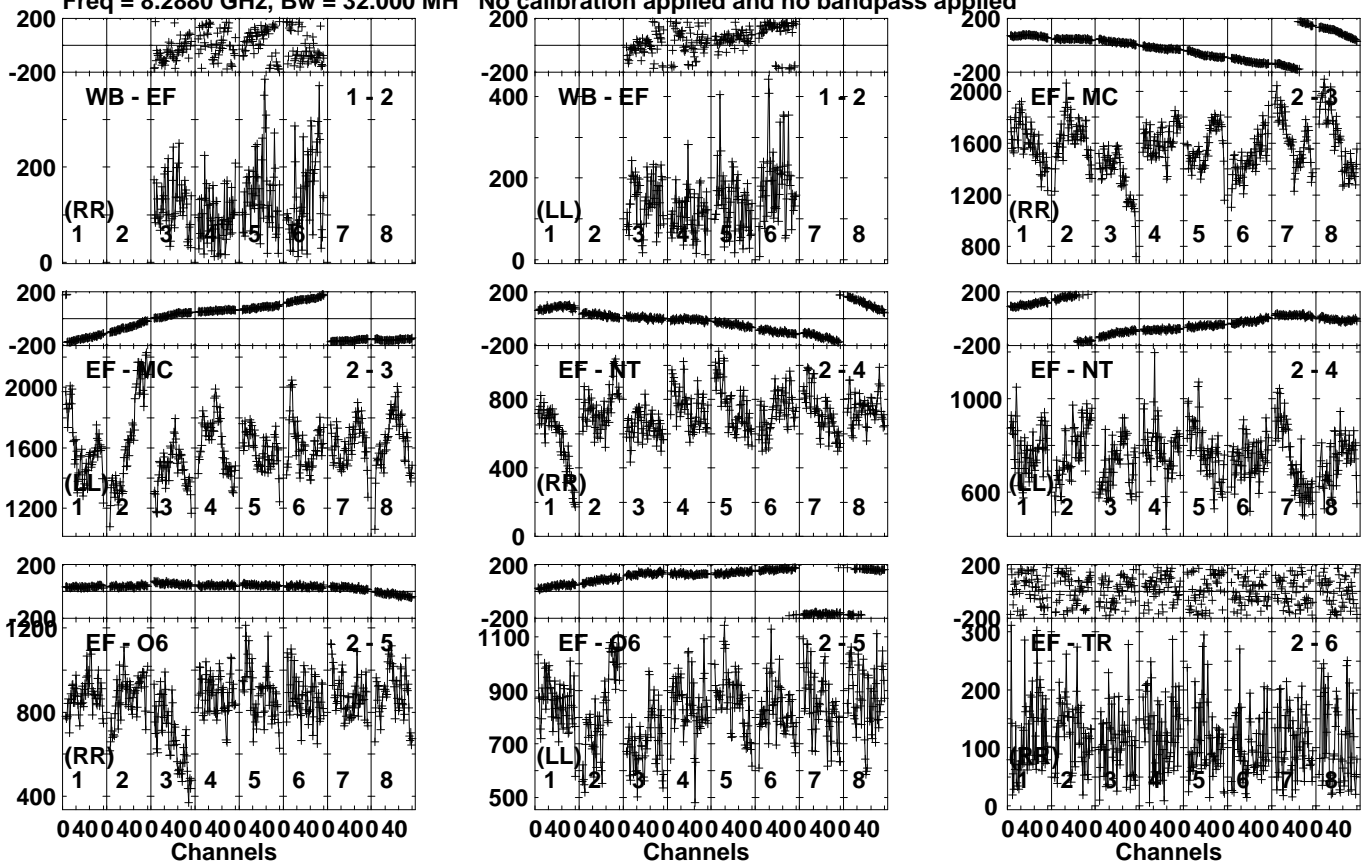 Freq = 8.2880 GHz, Bw = 32.000 MH No calibration applied and no bandpass applied
200 200 200
-200 -200 -200
WB - EF 1 - 2 WB - EF 1 - 2 EF - MC 2 - 3
400 2000
1600
200 200 1200
(RR) (LL) (RR)
1 2 3 4 5 6 7 8 1 2 3 4 5 6 7 8 1 2 3 4 5 6 7 8
0 0 800
200 200 200
-200 -200 -200
EF - MC 2 - 3 EF - NT 2 - 4 EF - NT 2 - 4
2000 800 1000
1600 400 600
(LL) (RR) (LL)
1 2 3 4 5 6 7 8 1 2 3 4 5 6 7 8 1 2 3 4 5 6 7 8
1200 0
200 200 200
-200 -200 -200
1200 1100 300
EF - O6 2 - 5 EF - O6 2 - 5 EF - TR 2 - 6
900 200
800 700 100
(RR) (LL) (RR)
1 2 3 4 5 6 7 8 1 2 3 4 5 6 7 8 1 2 3 4 5 6 7 8
400 500 0
0 40 0 40 0 40 0 40 0 40 0 40 0 40 0 40 0 40 0 40 0 40 0 40 0 40 0 40 0 40 0 40 0 40 0 40 0 40 0 40 0 40 0 40 0 40 0 40
Channels Channels Channels